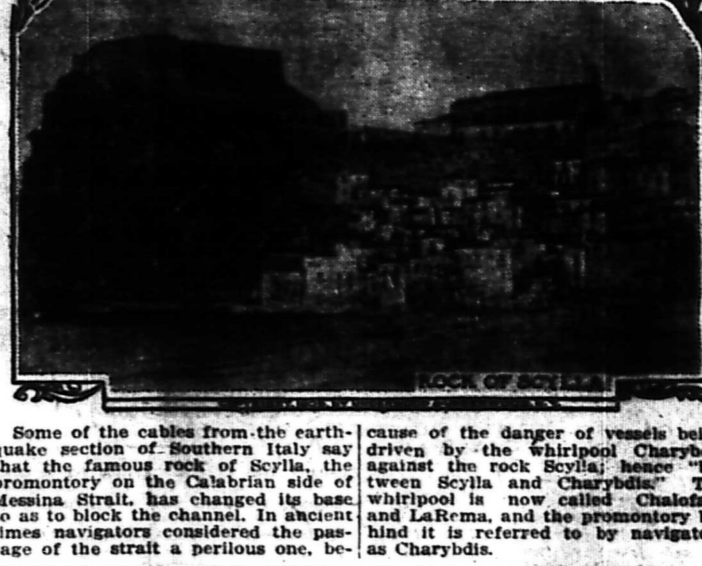 ROCK OF SCYLLA
Some of the cables from the earth-
quake section of Southern Italy say
that the famous rock of Scylla, the
promontory on the Calabrian side of
Messina Strait, has changed its base
so as to block the channel. In ancient
times navigators considered the pas-
sage of the strait a perilous one, be-
cause of the danger of vessels bei
driven by the whirlpool Charyb
against the rock Scylla; hence "b
tween Scylla and Charybdis." T
whirlpool is now called Chalofa
and LaRema, and the promontory b
hind it is referred to by navigato
as Charybdis.